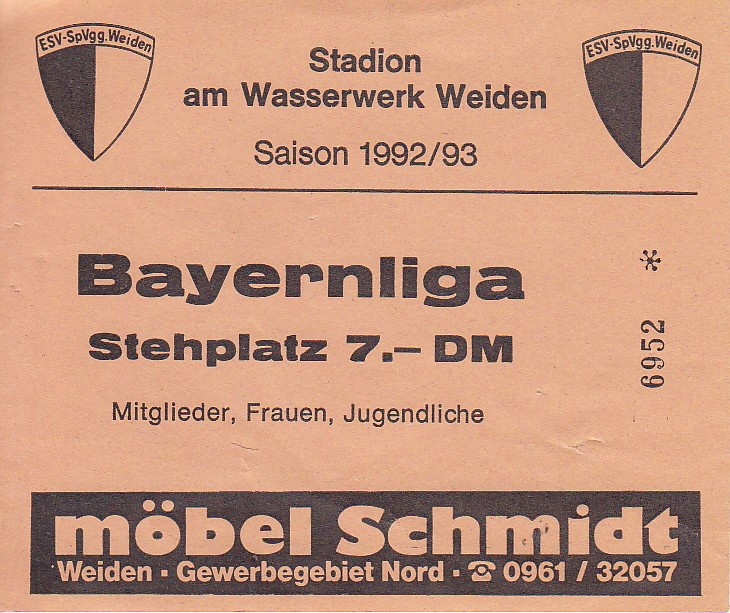 ESV-SpVgg.Weiden
ESV-SpVgg.Weiden
Stadion
am Wasserwerk Weiden
Saison 1992/93
Bayernliga
Stehplatz 7.– DM
Mitglieder, Frauen, Jugendliche
6952 *
möbel Schmidt
Weiden · Gewerbegebiet Nord · ☎ 0961 / 32057